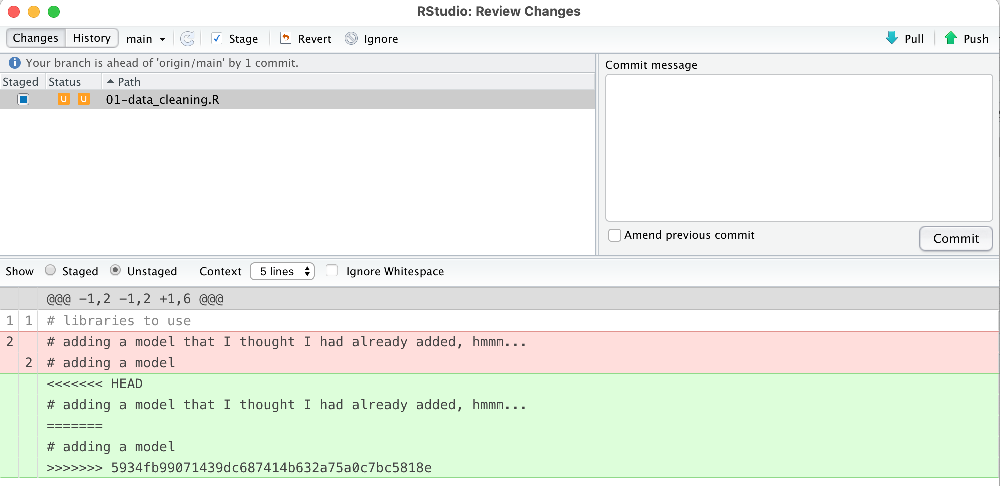 RStudio: Review Changes
Changes History main Stage Revert Ignore Pull Push
Your branch is ahead of 'origin/main' by 1 commit.
Commit message
Staged Status Path
U U 01-data_cleaning.R
Amend previous commit
Commit
Show Staged Unstaged Context 5 lines Ignore Whitespace
@@@ -1,2 -1,2 +1,6 @@@
1 1 # libraries to use
2 # adding a model that I thought I had already added, hmmm...
2 # adding a model
<<<<<<< HEAD
# adding a model that I thought I had already added, hmmm...
=======
# adding a model
>>>>>>> 5934fb99071439dc687414b632a75a0c7bc5818e